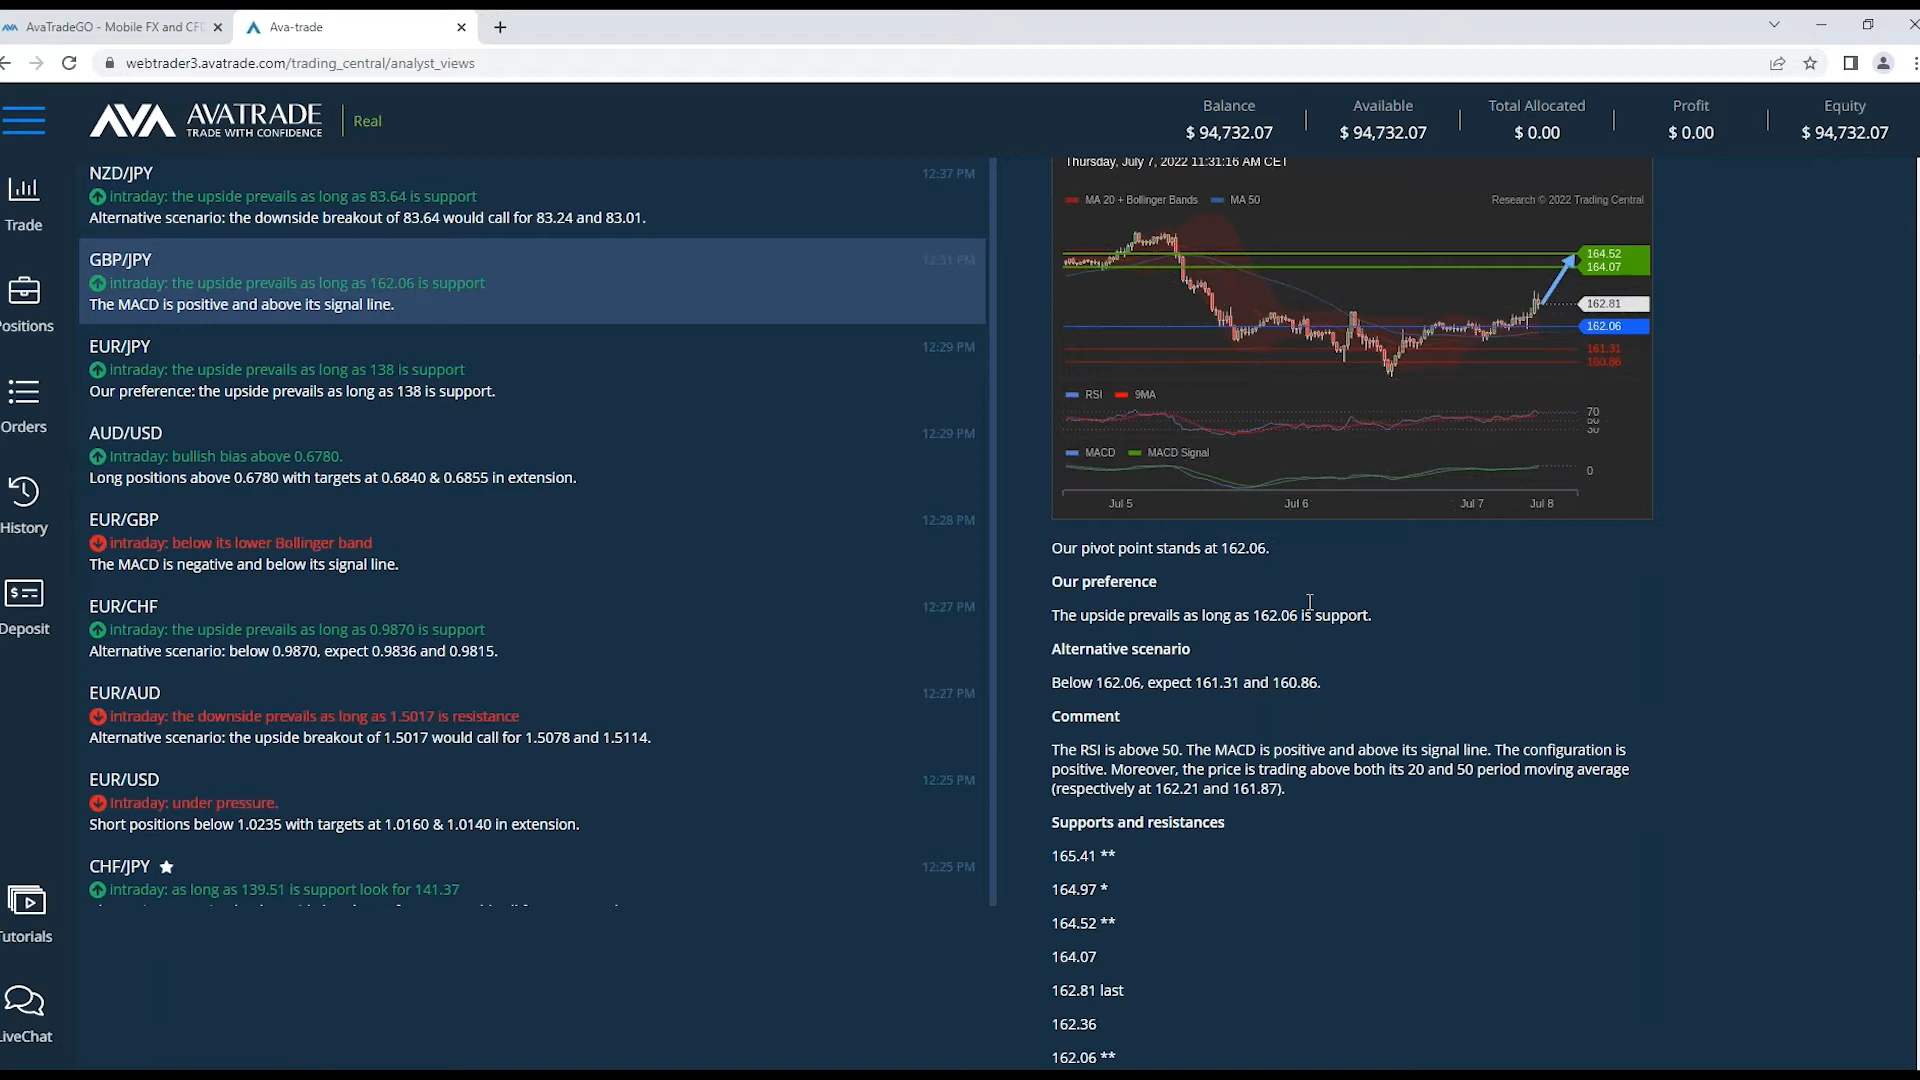 AvaTradeGO - Mobile FX and CF
Ava-trade
webtrader3.avatrade.com/trading_central/analyst_views
AVA
AVATRADE
TRADE WITH CONFIDENCE
Real
Balance
$ 94,732.07
Available
$ 94,732.07
Total Allocated
$ 0.00
Profit
$ 0.00
Equity
$ 94,732.07
Trade
Positions
Orders
History
Deposit
Tutorials
LiveChat
NZD/JPY
12:37 PM
Intraday: the upside prevails as long as 83.64 is support
Alternative scenario: the downside breakout of 83.64 would call for 83.24 and 83.01.
GBP/JPY
12:31 PM
Intraday: the upside prevails as long as 162.06 is support
The MACD is positive and above its signal line.
EUR/JPY
12:29 PM
Intraday: the upside prevails as long as 138 is support
Our preference: the upside prevails as long as 138 is support.
AUD/USD
12:29 PM
Intraday: bullish bias above 0.6780.
Long positions above 0.6780 with targets at 0.6840 & 0.6855 in extension.
EUR/GBP
12:28 PM
Intraday: below its lower Bollinger band
The MACD is negative and below its signal line.
EUR/CHF
12:27 PM
Intraday: the upside prevails as long as 0.9870 is support
Alternative scenario: below 0.9870, expect 0.9836 and 0.9815.
EUR/AUD
12:27 PM
Intraday: the downside prevails as long as 1.5017 is resistance
Alternative scenario: the upside breakout of 1.5017 would call for 1.5078 and 1.5114.
EUR/USD
12:25 PM
Intraday: under pressure.
Short positions below 1.0235 with targets at 1.0160 & 1.0140 in extension.
CHF/JPY
12:25 PM
Intraday: as long as 139.51 is support look for 141.37
Thursday, July 7, 2022 11:31:16 AM CET
MA 20 + Bollinger Bands
MA 50
Research © 2022 Trading Central
164.52
164.07
162.81
162.06
161.31
160.86
RSI
9MA
70
50
30
MACD
MACD Signal
0
Jul 5
Jul 6
Jul 7
Jul 8
Our pivot point stands at 162.06.
Our preference
The upside prevails as long as 162.06 is support.
Alternative scenario
Below 162.06, expect 161.31 and 160.86.
Comment
The RSI is above 50. The MACD is positive and above its signal line. The configuration is
positive. Moreover, the price is trading above both its 20 and 50 period moving average
(respectively at 162.21 and 161.87).
Supports and resistances
165.41 **
164.97 *
164.52 **
164.07
162.81 last
162.36
162.06 **